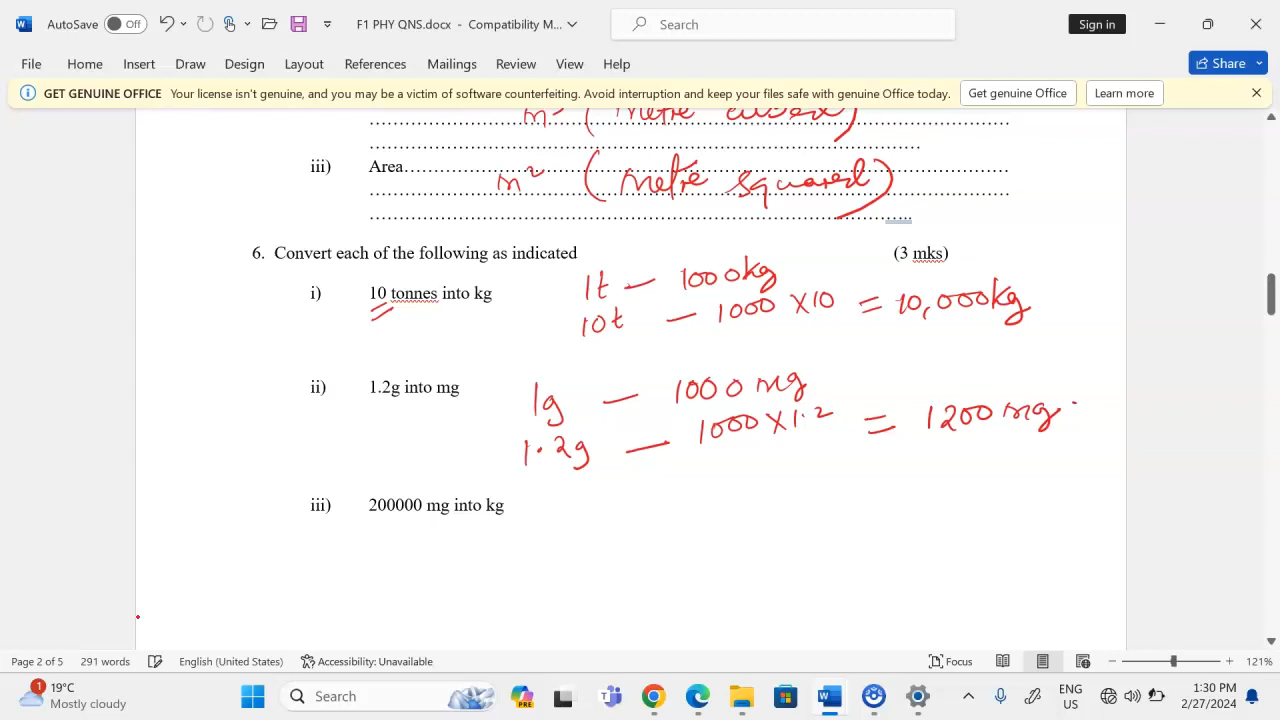 AutoSave Off F1 PHY QNS.docx - Compatibility M... Search Sign in
File Home Insert Draw Design Layout References Mailings Review View Help Share
GET GENUINE OFFICE Your license isn't genuine, and you may be a victim of software counterfeiting. Avoid interruption and keep your files safe with genuine Office today. Get genuine Office Learn more
(metre cubed)
iii) Area
m² (metre squared)
6. Convert each of the following as indicated (3 mks)
1t — 1000kg
i) 10 tonnes into kg
10t — 1000 × 10 = 10,000kg
ii) 1.2g into mg
1g — 1000 mg
1.2g — 1000 × 1.2 = 1200 mg.
iii) 200000 mg into kg
Page 2 of 5 291 words English (United States) Accessibility: Unavailable Focus 121%
1 19°C Mostly cloudy Search PRE ENG US 1:30 PM 2/27/2024